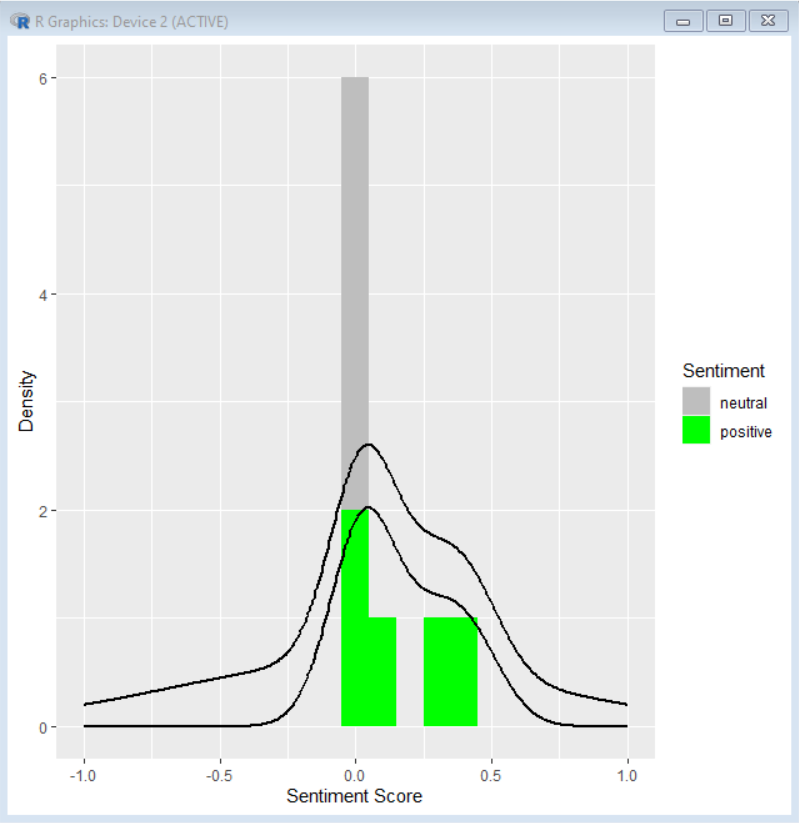 R Graphics: Device 2 (ACTIVE)
6
4
2
0
Density
-1.0 -0.5 0.0 0.5 1.0
Sentiment Score
Sentiment
neutral
positive